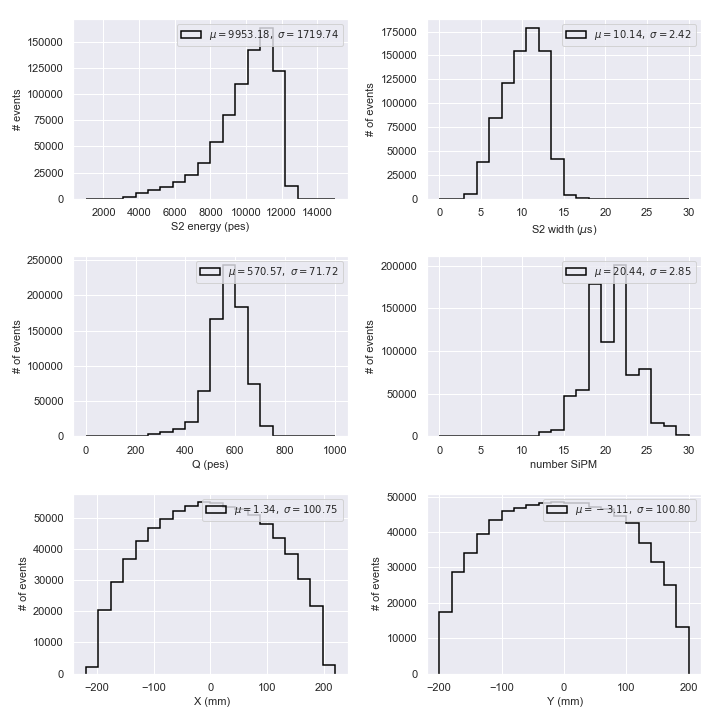 μ = 9953.18, σ = 1719.74
# events
150000
125000
100000
75000
50000
25000
0
2000 4000 6000 8000 10000 12000 14000
S2 energy (pes)
μ = 10.14, σ = 2.42
# of events
175000
150000
125000
100000
75000
50000
25000
0
0 5 10 15 20 25 30
S2 width (μs)
μ = 570.57, σ = 71.72
# of events
250000
200000
150000
100000
50000
0
0 200 400 600 800 1000
Q (pes)
μ = 20.44, σ = 2.85
# of events
200000
150000
100000
50000
0
0 5 10 15 20 25 30
number SiPM
μ = 1.34, σ = 100.75
# of events
50000
40000
30000
20000
10000
0
−200 −100 0 100 200
X (mm)
μ = −3.11, σ = 100.80
# of events
50000
40000
30000
20000
10000
0
−200 −100 0 100 200
Y (mm)